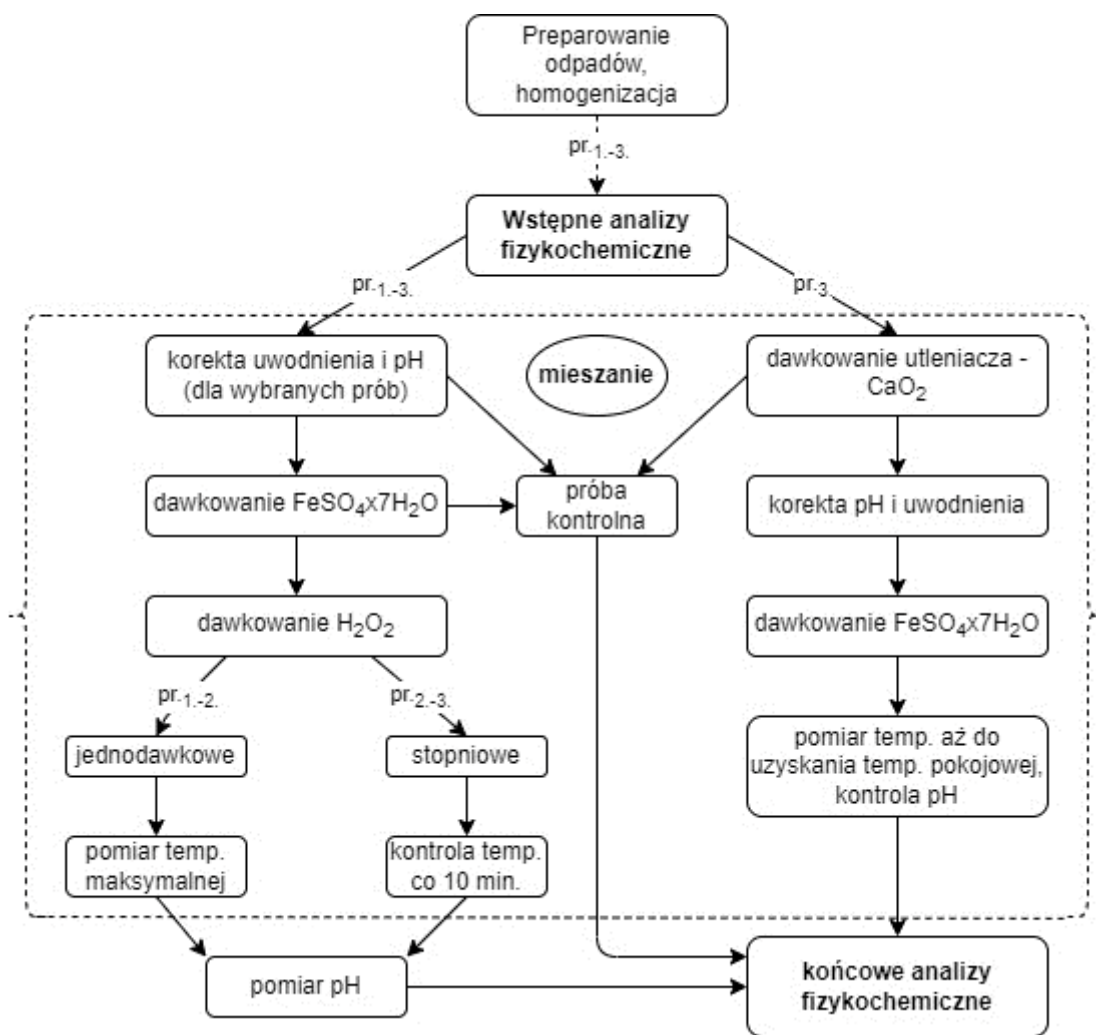 Preparowanie
odpadów,
homogenizacja
pr.1.-3.
Wstępne analizy
fizykochemiczne
pr.1.-3.
pr.3
korekta uwodnienia i pH
(dla wybranych prób)
mieszanie
dawkowanie utleniacza -
CaO2
dawkowanie FeSO4x7H2O
próba
kontrolna
korekta pH i uwodnienia
dawkowanie H2O2
dawkowanie FeSO4x7H2O
pr.1.-2.
pr.2.-3.
jednodawkowe
stopniowe
pomiar temp. aż do
uzyskania temp. pokojowej,
kontrola pH
pomiar temp.
maksymalnej
kontrola temp.
co 10 min.
pomiar pH
końcowe analizy
fizykochemiczne